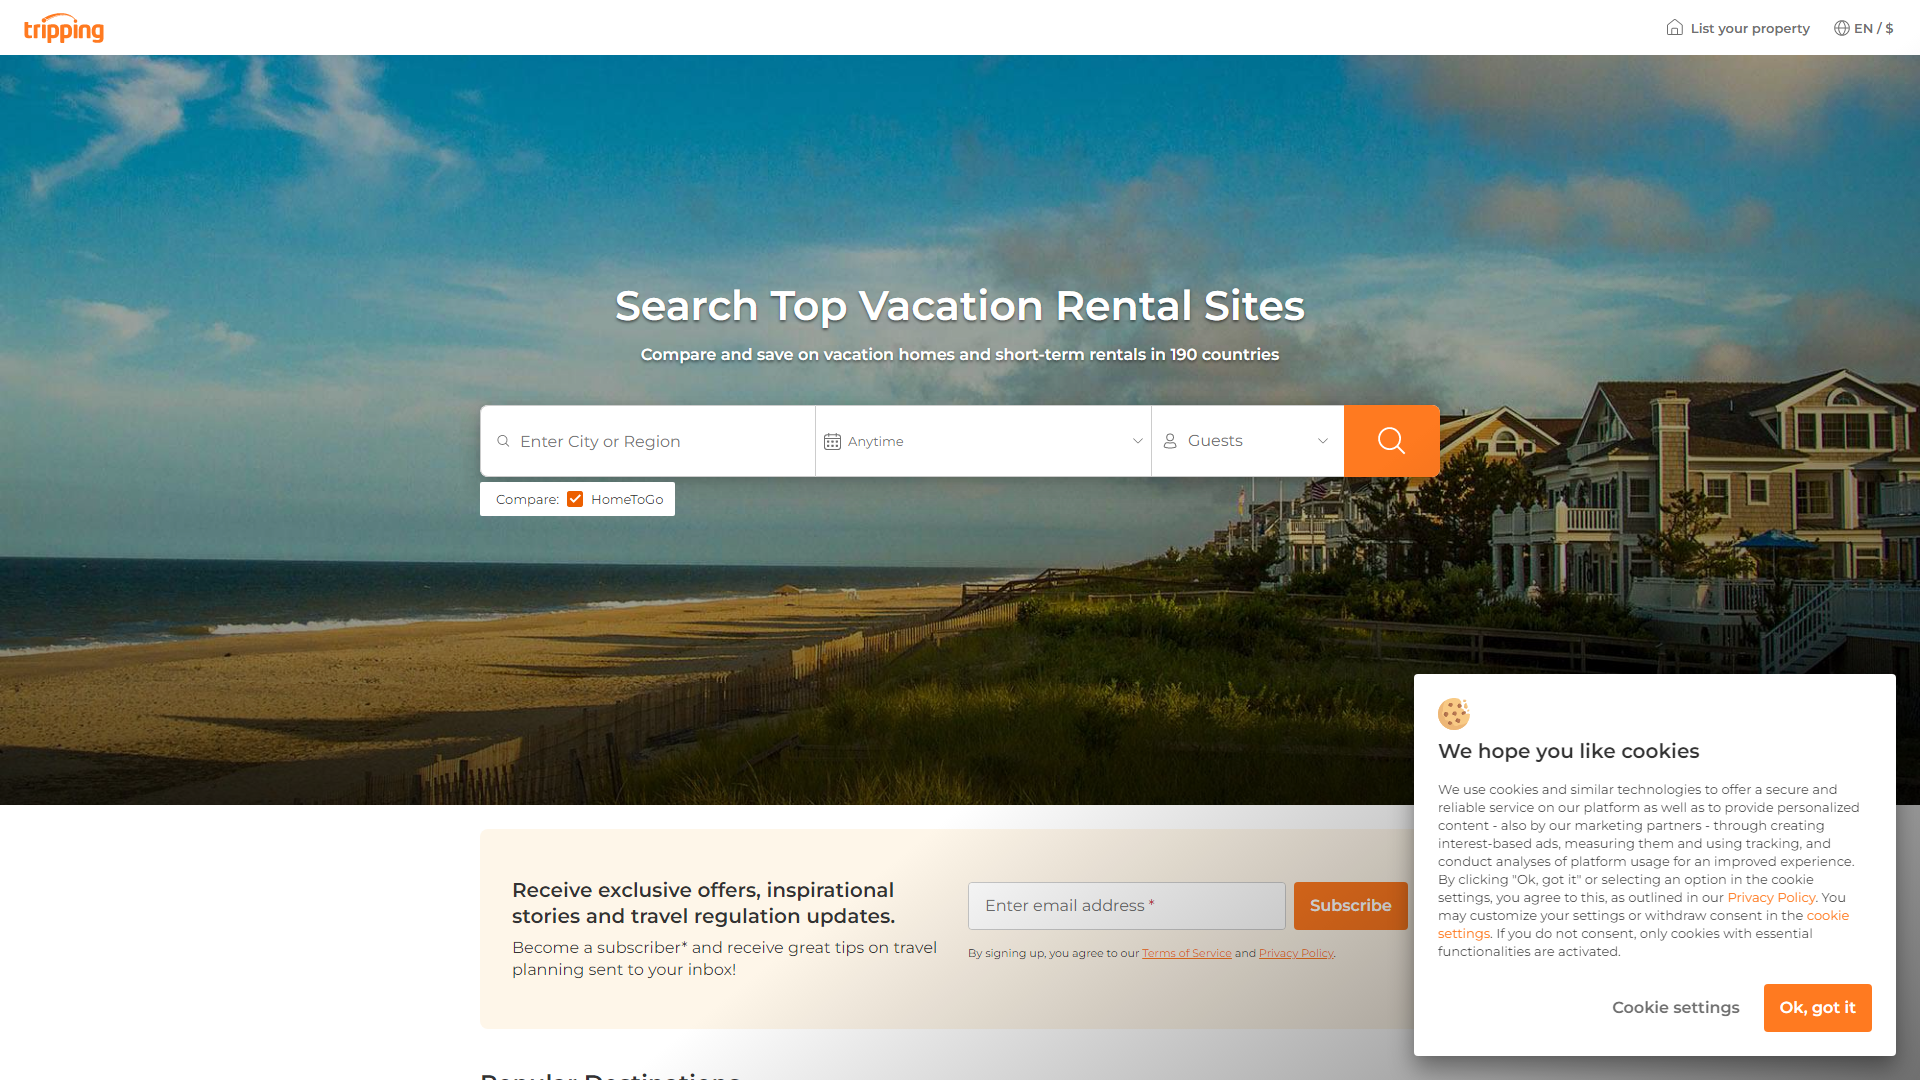 tripping
List your property
EN / $
Search Top Vacation Rental Sites
Compare and save on vacation homes and short-term rentals in 190 countries
Enter City or Region
Anytime
Guests
Compare: HomeToGo
Receive exclusive offers, inspirational
stories and travel regulation updates.
Become a subscriber* and receive great tips on travel
planning sent to your inbox!
Enter email address *
Subscribe
By signing up, you agree to our Terms of Service and Privacy Policy.
Popular Destinations
We hope you like cookies
We use cookies and similar technologies to offer a secure and
reliable service on our platform as well as to provide personalized
content - also by our marketing partners - through creating
interest-based ads, measuring them and using tracking, and
conduct analyses of platform usage for an improved experience.
By clicking "Ok, got it" or selecting an option in the cookie
settings, you agree to this, as outlined in our Privacy Policy. You
may customize your settings or withdraw consent in the cookie
settings. If you do not consent, only cookies with essential
functionalities are activated.
Cookie settings
Ok, got it